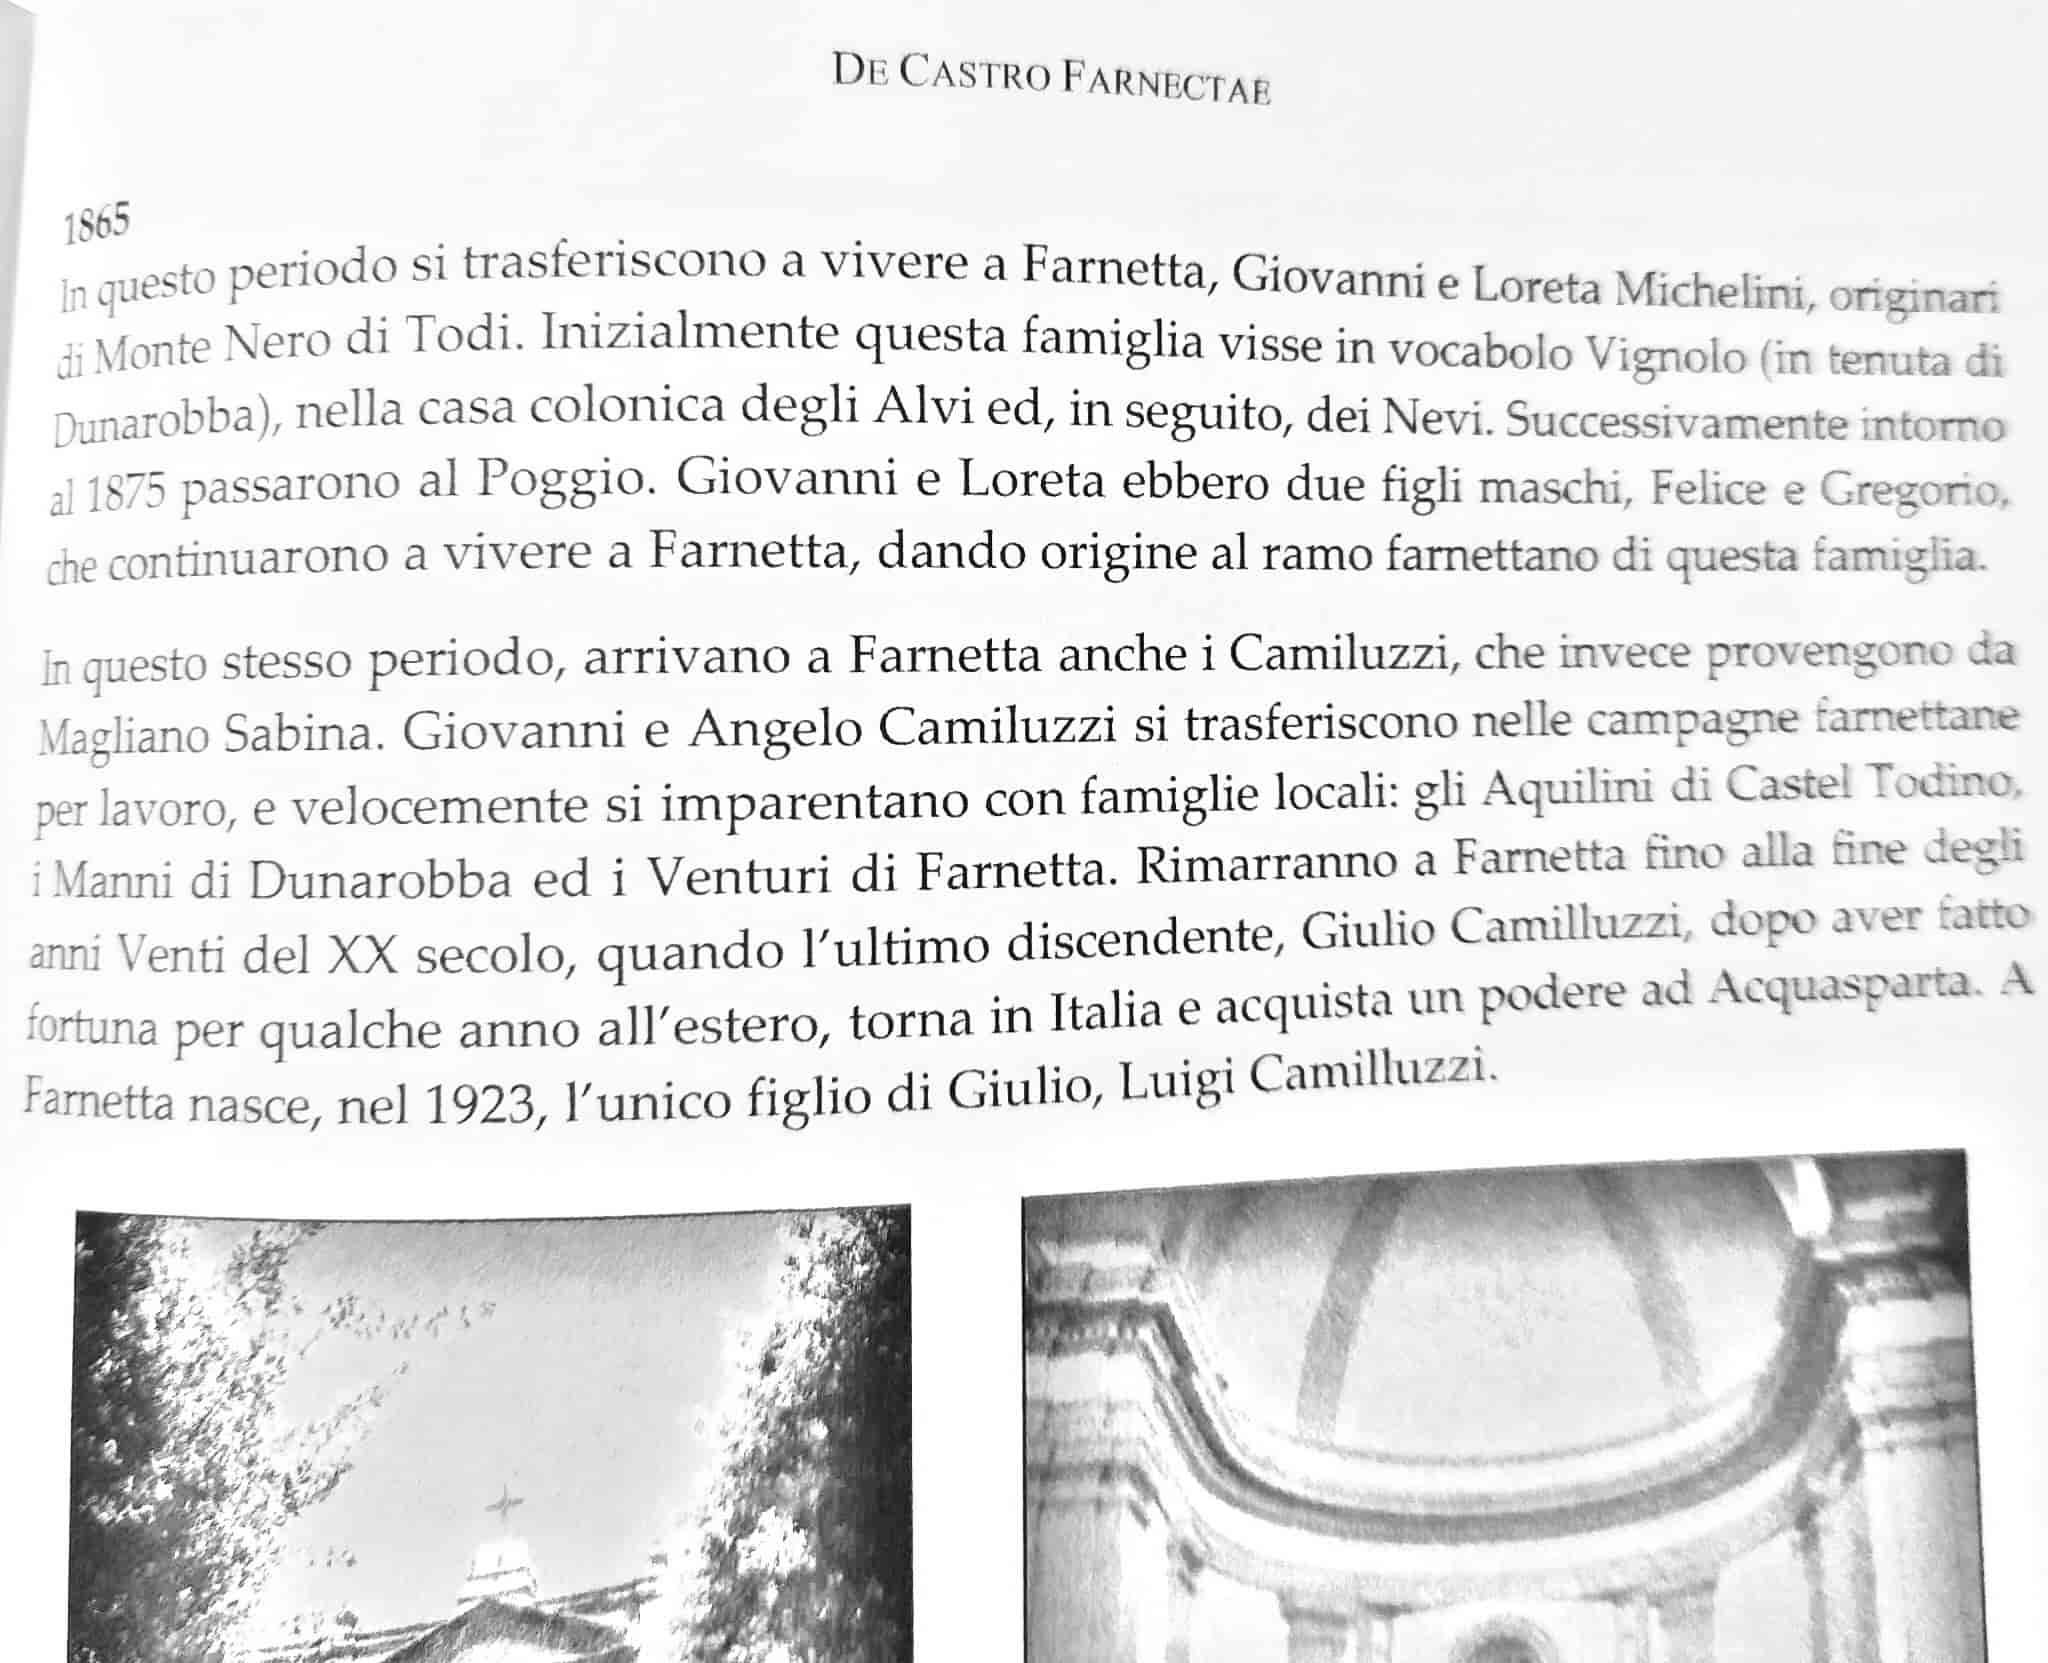 DE CASTRO FARNECTAE
1865
In questo periodo si trasferiscono a vivere a Farnetta, Giovanni e Loreta Michelini, originari
di Monte Nero di Todi. Inizialmente questa famiglia visse in vocabolo Vignolo (in tenuta di
Dunarobba), nella casa colonica degli Alvi ed, in seguito, dei Nevi. Successivamente intorno
al 1875 passarono al Poggio. Giovanni e Loreta ebbero due figli maschi, Felice e Gregorio,
che continuarono a vivere a Farnetta, dando origine al ramo farnettano di questa famiglia.
In questo stesso periodo, arrivano a Farnetta anche i Camiluzzi, che invece provengono da
Magliano Sabina. Giovanni e Angelo Camiluzzi si trasferiscono nelle campagne farnettane
per lavoro, e velocemente si imparentano con famiglie locali: gli Aquilini di Castel Todino,
i Manni di Dunarobba ed i Venturi di Farnetta. Rimarranno a Farnetta fino alla fine degli
anni Venti del XX secolo, quando l'ultimo discendente, Giulio Camilluzzi, dopo aver fatto
fortuna per qualche anno all'estero, torna in Italia e acquista un podere ad Acquasparta. A
Farnetta nasce, nel 1923, l'unico figlio di Giulio, Luigi Camilluzzi.